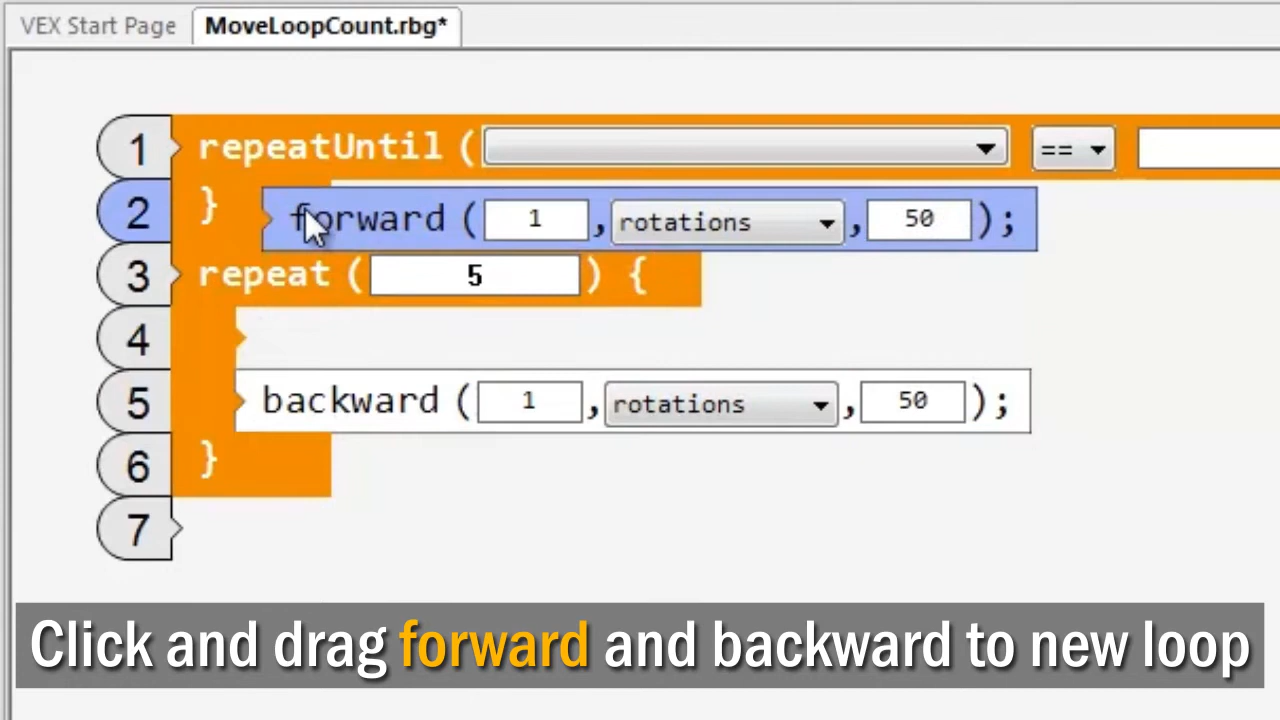 VEX Start Page MoveLoopCount.rbg*
1 repeatUntil ( ==
2 } forward ( 1 , rotations , 50 );
3 repeat ( 5 ) {
4
5 backward ( 1 , rotations , 50 );
6 }
7
Click and drag forward and backward to new loop